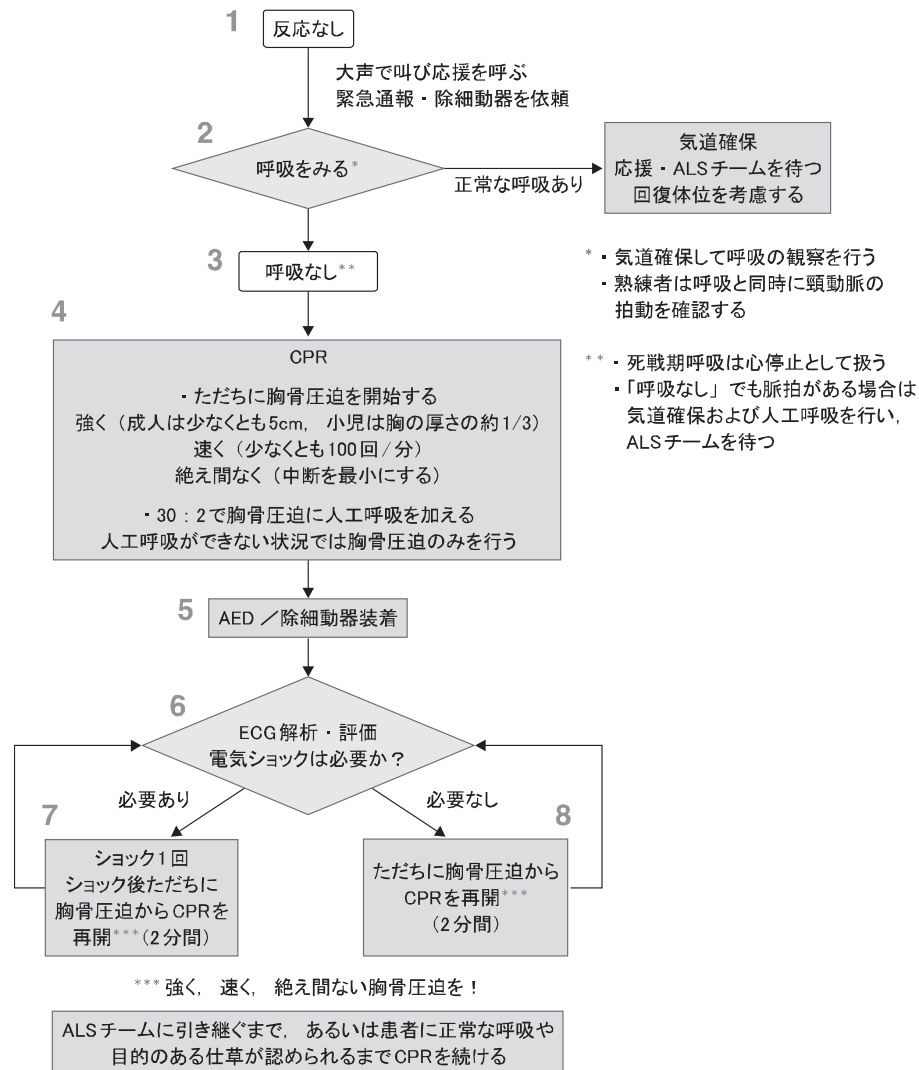 1
反応なし
大声で叫び応援を呼ぶ
緊急通報・除細動器を依頼
2
呼吸をみる*
正常な呼吸あり
気道確保
応援・ALSチームを待つ
回復体位を考慮する
3
呼吸なし**
*・気道確保して呼吸の観察を行う
・熟練者は呼吸と同時に頸動脈の
拍動を確認する
**・死戦期呼吸は心停止として扱う
・「呼吸なし」でも脈拍がある場合は
気道確保および人工呼吸を行い,
ALSチームを待つ
4
CPR
・ただちに胸骨圧迫を開始する
強く（成人は少なくとも5cm, 小児は胸の厚さの約1/3）
速く（少なくとも100回/分）
絶え間なく（中断を最小にする）
・30：2で胸骨圧迫に人工呼吸を加える
人工呼吸ができない状況では胸骨圧迫のみを行う
5
AED／除細動器装着
6
ECG解析・評価
電気ショックは必要か？
必要あり
必要なし
7
ショック1回
ショック後ただちに
胸骨圧迫からCPRを
再開***(2分間)
8
ただちに胸骨圧迫から
CPRを再開***
(2分間)
***強く, 速く, 絶え間ない胸骨圧迫を！
ALSチームに引き継ぐまで, あるいは患者に正常な呼吸や
目的のある仕草が認められるまでCPRを続ける